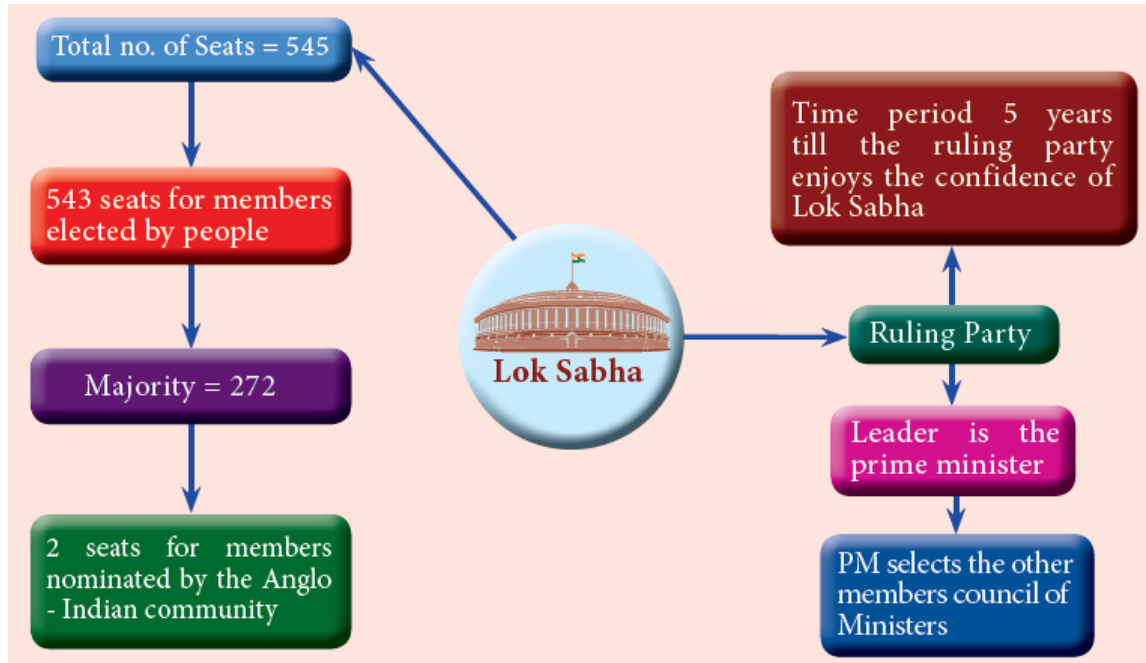 Total no. of Seats = 545
543 seats for members
elected by people
Majority = 272
2 seats for members
nominated by the Anglo
- Indian community
Lok Sabha
Time period 5 years
till the ruling party
enjoys the confidence of
Lok Sabha
Ruling Party
Leader is the
prime minister
PM selects the other
members council of
Ministers